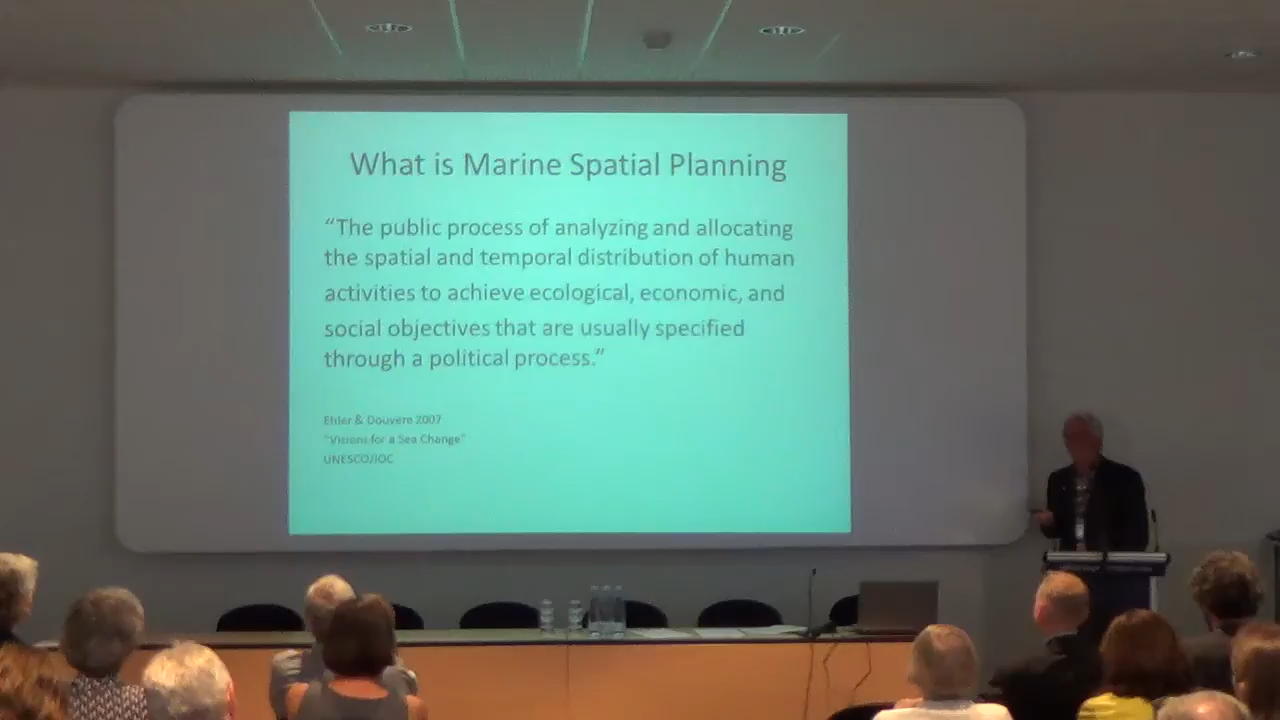 What is Marine Spatial Planning
“The public process of analyzing and allocating
the spatial and temporal distribution of human
activities to achieve ecological, economic, and
social objectives that are usually specified
through a political process.”
Ehler & Douvere 2007
“Visions for a Sea Change”
UNESCO/IOC